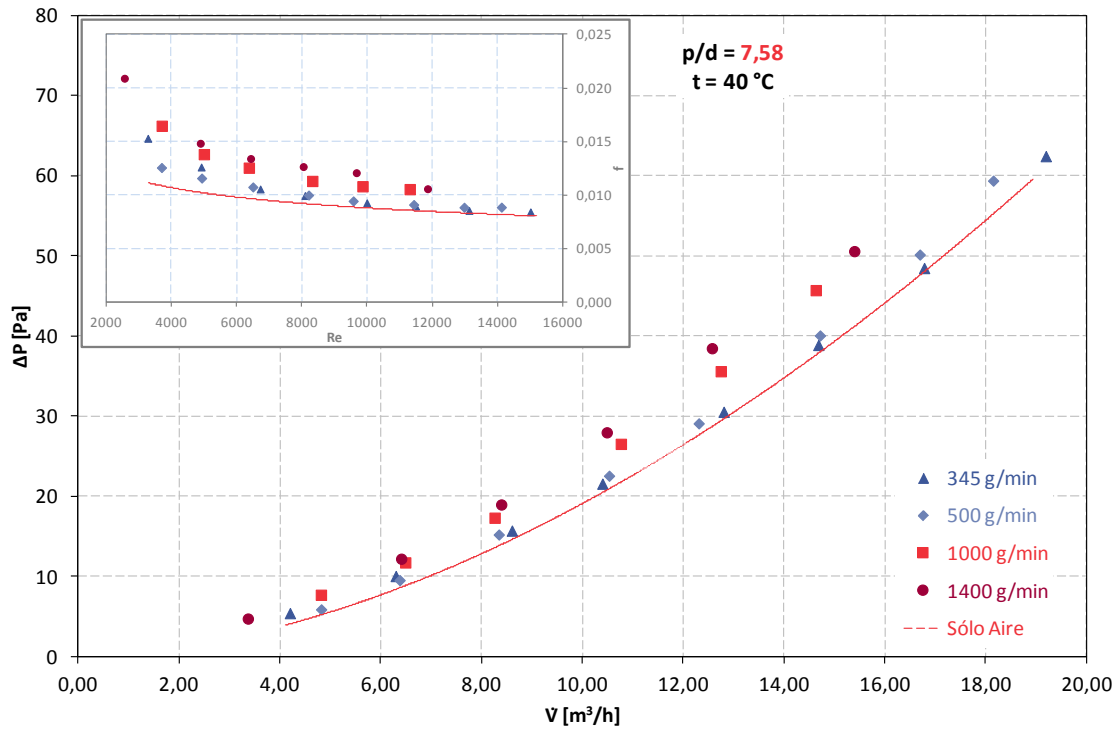 p/d = 7,58
t = 40 °C
80
70
60
50
40
30
20
10
0
ΔP [Pa]
0,00 2,00 4,00 6,00 8,00 10,00 12,00 14,00 16,00 18,00 20,00
V̇ [m³/h]
0,025
0,020
0,015
0,010
0,005
0,000
f
2000 4000 6000 8000 10000 12000 14000 16000
Re
345 g/min
500 g/min
1000 g/min
1400 g/min
Sólo Aire